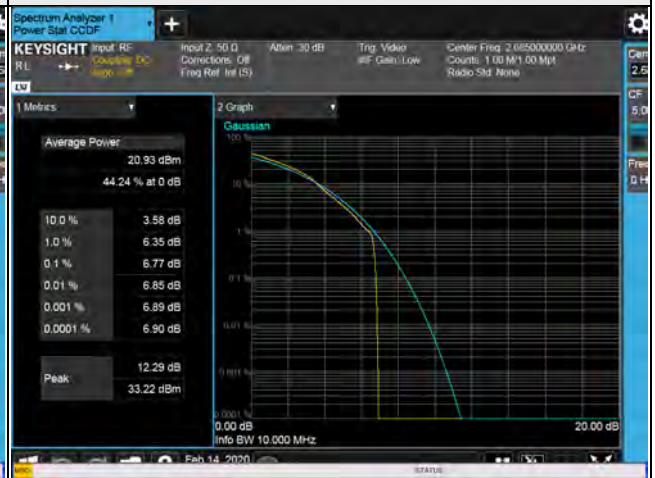 Spectrum Analyzer 1
Power Stat CCDF
+
KEYSIGHT Input: RF Input Z: 50 Ω Atten: 30 dB Trig: Video Center Freq: 2.685000000 GHz
RL Coupling: DC Corrections: Off #IF Gain: Low Counts: 1.00 M/1.00 Mpt
Align: Off Freq Ref: Int (S) Radio Std: None
LXI
1 Metrics
2 Graph
Gaussian
Average Power
20.93 dBm
44.24 % at 0 dB
10.0 % 3.58 dB
1.0 % 6.35 dB
0.1 % 6.77 dB
0.01 % 6.85 dB
0.001 % 6.89 dB
0.0001 % 6.90 dB
Peak
12.29 dB
33.22 dBm
100 %
10 %
1 %
0.1 %
0.01 %
0.001 %
0.0001 %
0.00 dB 20.00 dB
Info BW 10.000 MHz
Feb 14, 2020
MSG STATUS
CF